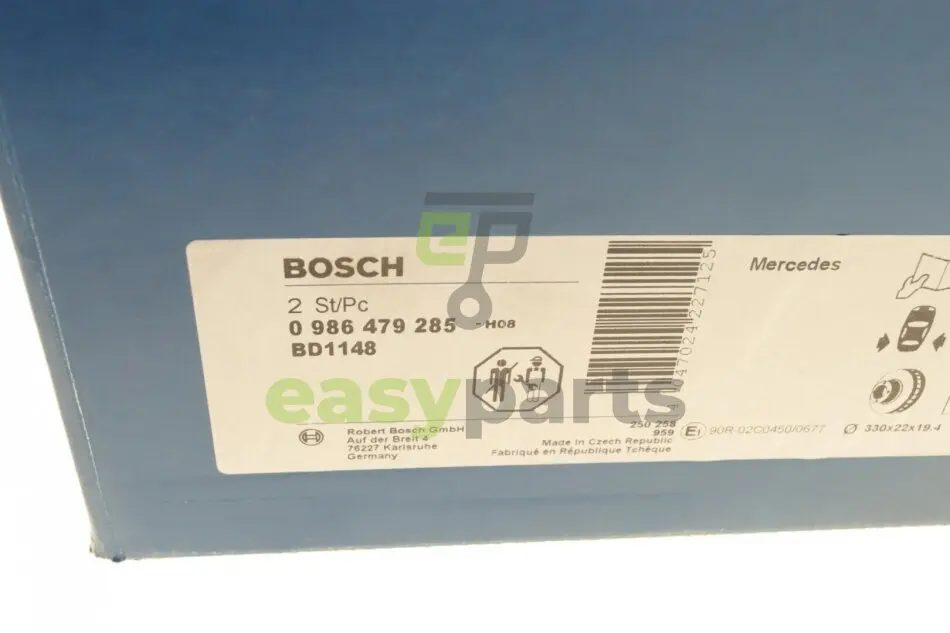 BOSCH
2 St/Pc
0 986 479 285 -H08
BD1148
Robert Bosch GmbH
Auf der Breit 4
76227 Karlsruhe
Germany
250 258
959
Made in Czech Republic
Fabriqué en République Tchèque
Mercedes
E1 90R-02C0450/0677
Ø 330x22x19.4
ep
easyparts